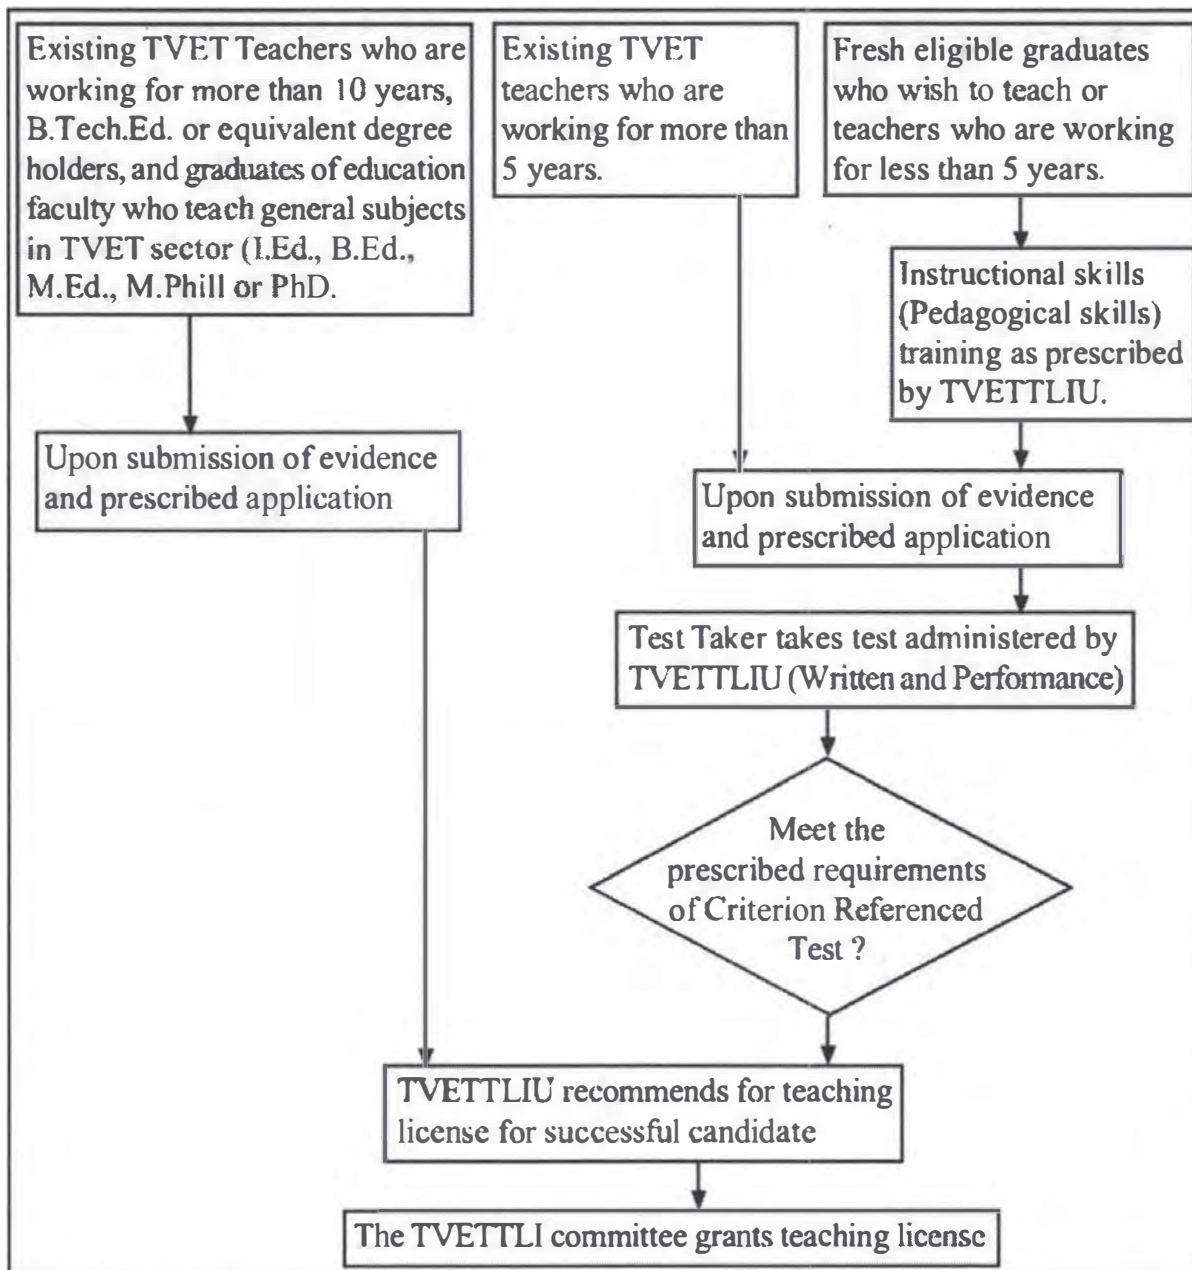 Existing TVET Teachers who are
working for more than 10 years,
B.Tech.Ed. or equivalent degree
holders, and graduates of education
faculty who teach general subjects
in TVET sector (I.Ed., B.Ed.,
M.Ed., M.Phill or PhD.
Existing TVET
teachers who are
working for more than
5 years.
Fresh eligible graduates
who wish to teach or
teachers who are working
for less than 5 years.
Instructional skills
(Pedagogical skills)
training as prescribed
by TVETTLIU.
Upon submission of evidence
and prescribed application
Upon submission of evidence
and prescribed application
Test Taker takes test administered by
TVETTLIU (Written and Performance)
Meet the
prescribed requirements
of Criterion Referenced
Test ?
TVETTLIU recommends for teaching
license for successful candidate
The TVETTLI committee grants teaching license